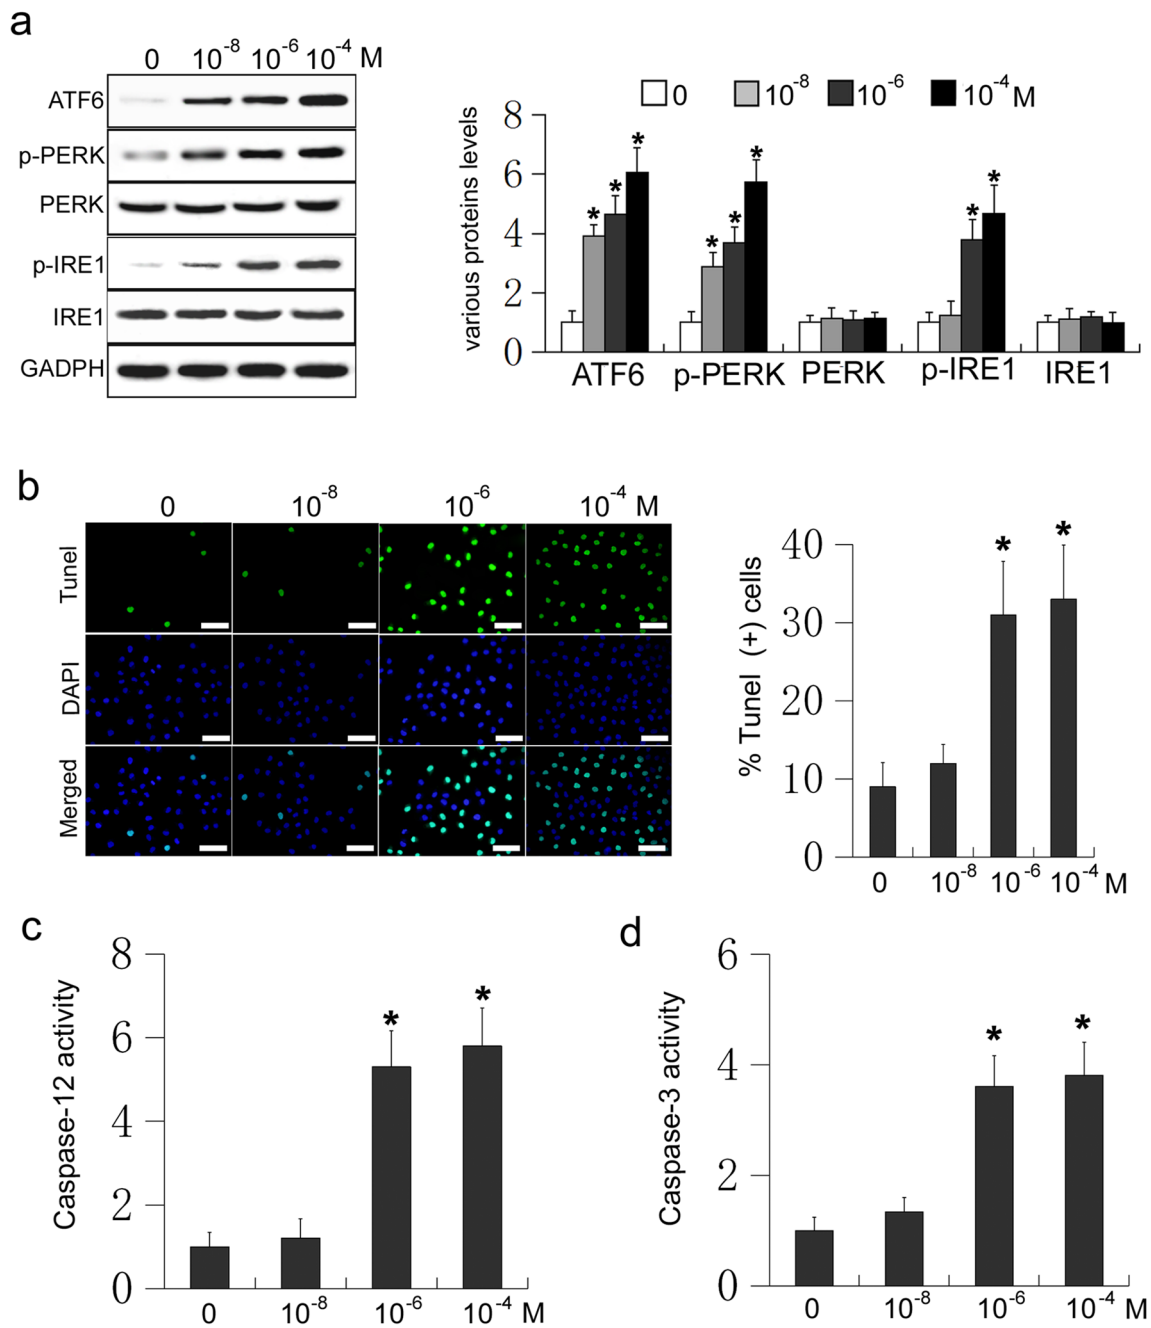 a
0 10⁻⁸ 10⁻⁶ 10⁻⁴ M
ATF6
p-PERK
PERK
p-IRE1
IRE1
GADPH
0 10⁻⁸ 10⁻⁶ 10⁻⁴M
various proteins levels
8
6
4
2
0
* * * * * * * *
ATF6 p-PERK PERK p-IRE1 IRE1
b
0 10⁻⁸ 10⁻⁶ 10⁻⁴ M
Tunel
DAPI
Merged
% Tunel (+) cells
40
30
20
10
0
* *
0 10⁻⁸ 10⁻⁶ 10⁻⁴ M
c
Caspase-12 activity
8
6
4
2
0
* *
0 10⁻⁸ 10⁻⁶ 10⁻⁴ M
d
Caspase-3 activity
6
4
2
0
* *
0 10⁻⁸ 10⁻⁶ 10⁻⁴ M